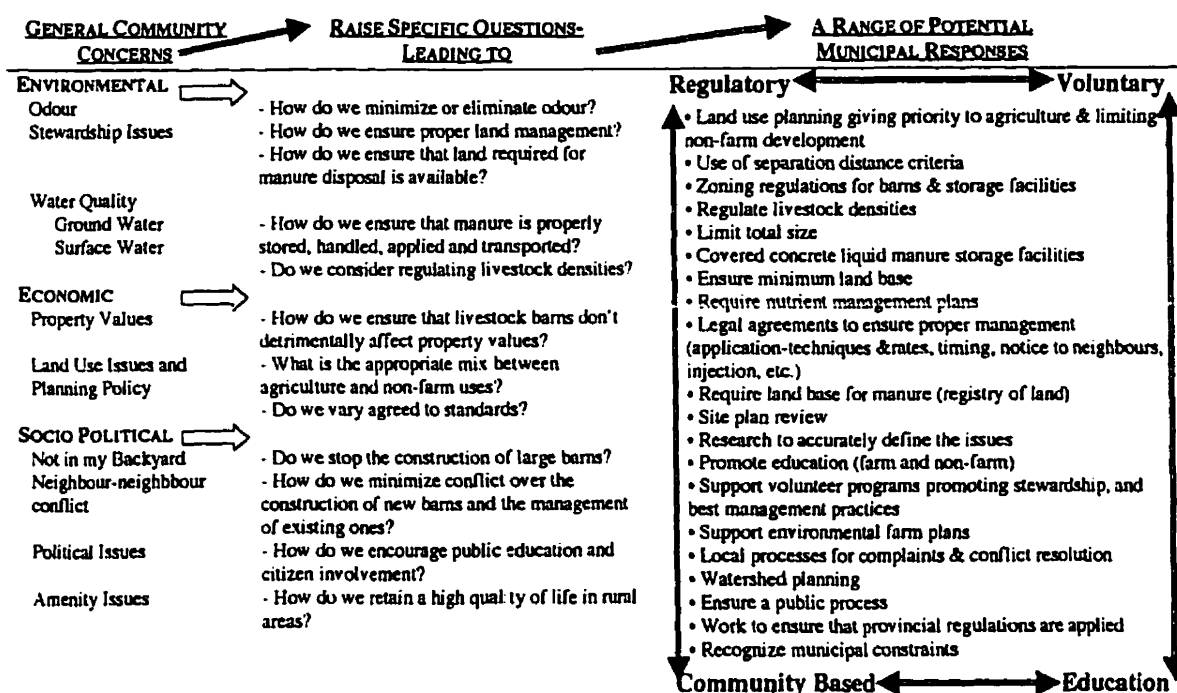 GENERAL COMMUNITY
CONCERNS
RAISE SPECIFIC QUESTIONS-
LEADING TO
A RANGE OF POTENTIAL
MUNICIPAL RESPONSES
ENVIRONMENTAL
Odour
Stewardship Issues
Water Quality
Ground Water
Surface Water
ECONOMIC
Property Values
Land Use Issues and
Planning Policy
SOCIO POLITICAL
Not in my Backyard
Neighbour-neighbbour
conflict
Political Issues
Amenity Issues
- How do we minimize or eliminate odour?
- How do we ensure proper land management?
- How do we ensure that land required for
manure disposal is available?
- How do we ensure that manure is properly
stored, handled, applied and transported?
- Do we consider regulating livestock densities?
- How do we ensure that livestock barns don't
detrimentally affect property values?
- What is the appropriate mix between
agriculture and non-farm uses?
- Do we vary agreed to standards?
- Do we stop the construction of large barns?
- How do we minimize conflict over the
construction of new barns and the management
of existing ones?
- How do we encourage public education and
citizen involvement?
- How do we retain a high quality of life in rural
areas?
Regulatory Voluntary
• Land use planning giving priority to agriculture & limiting
non-farm development
• Use of separation distance criteria
• Zoning regulations for barns & storage facilities
• Regulate livestock densities
• Limit total size
• Covered concrete liquid manure storage facilities
• Ensure minimum land base
• Require nutrient management plans
• Legal agreements to ensure proper management
(application-techniques &rates, timing, notice to neighbours,
injection, etc.)
• Require land base for manure (registry of land)
• Site plan review
• Research to accurately define the issues
• Promote education (farm and non-farm)
• Support volunteer programs promoting stewardship, and
best management practices
• Support environmental farm plans
• Local processes for complaints & conflict resolution
• Watershed planning
• Ensure a public process
• Work to ensure that provincial regulations are applied
• Recognize municipal constraints
Community Based Education